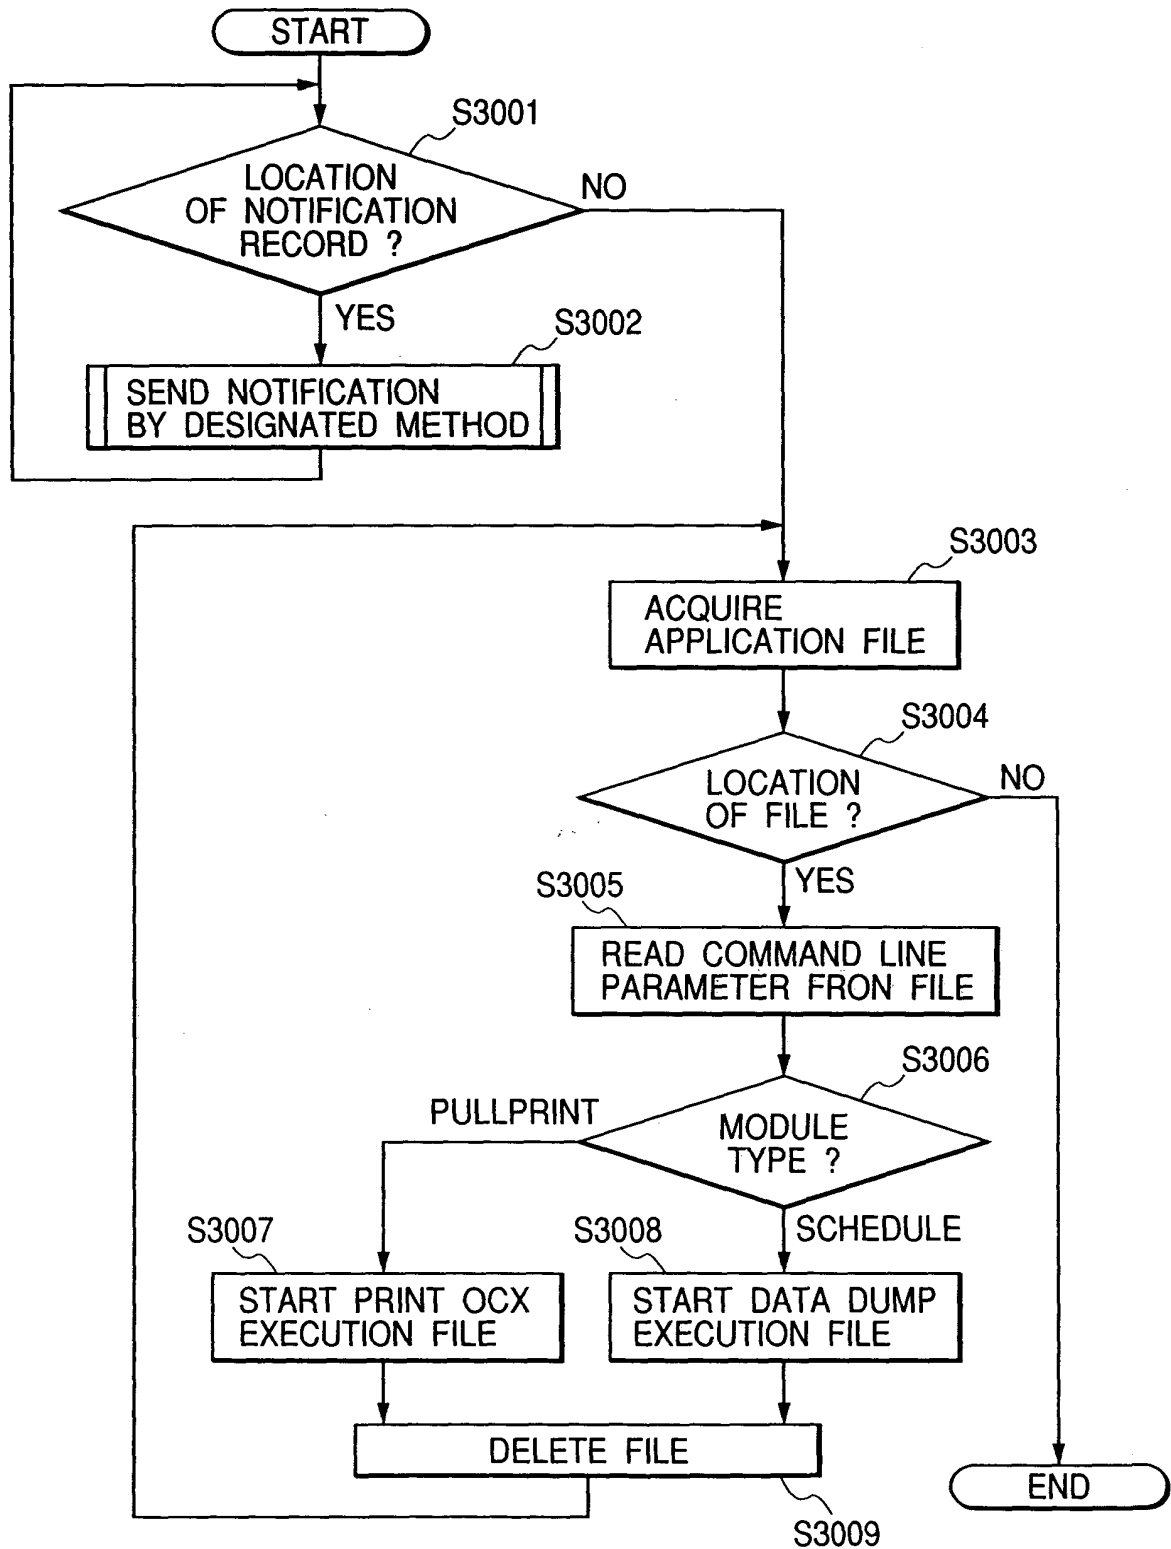 START
S3001
LOCATION
OF NOTIFICATION
RECORD ?
NO
YES
S3002
SEND NOTIFICATION
BY DESIGNATED METHOD
S3003
ACQUIRE
APPLICATION FILE
S3004
LOCATION
OF FILE ?
NO
YES
S3005
READ COMMAND LINE
PARAMETER FRON FILE
S3006
PULLPRINT
MODULE
TYPE ?
SCHEDULE
S3007
START PRINT OCX
EXECUTION FILE
S3008
START DATA DUMP
EXECUTION FILE
DELETE FILE
S3009
END